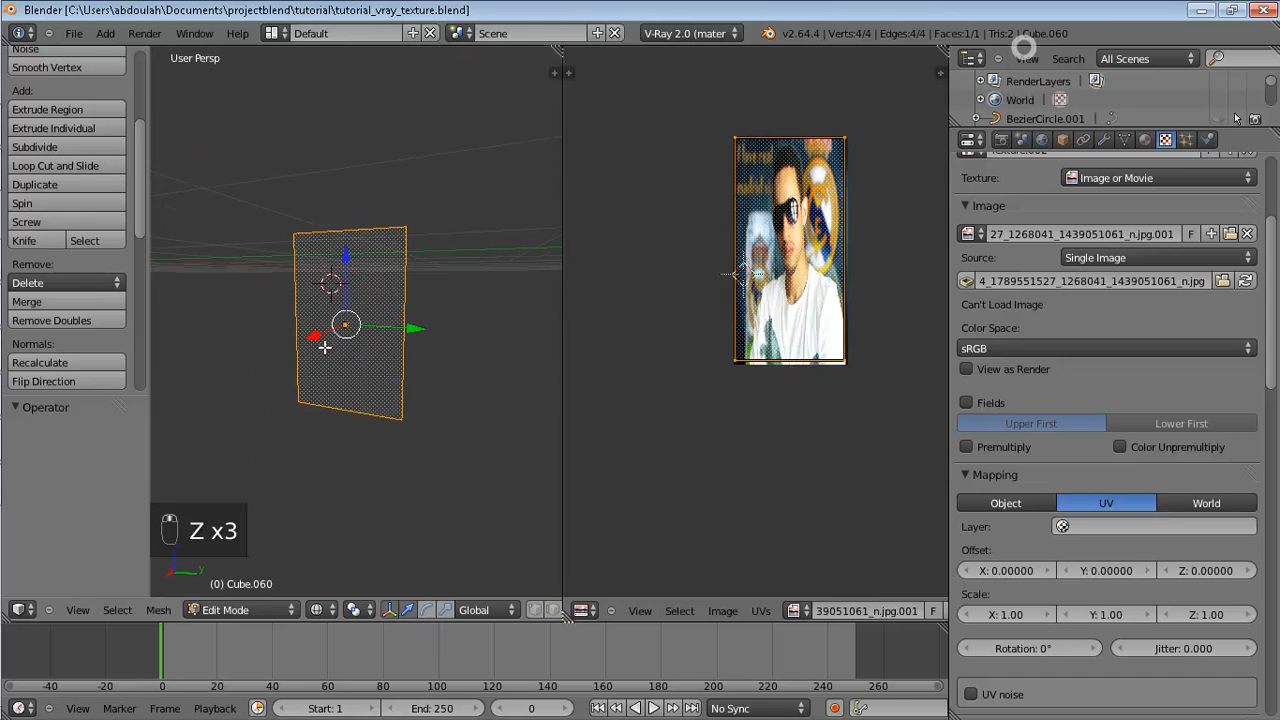 Blender [C:\Users\abdoulah\Documents\projectblend\tutorial\tutorial_vray_texture.blend]
File Add Render Window Help Default Scene V-Ray 2.0 (mater v2.64.4 | Verts:4/4 | Edges:4/4 | Faces:1/1 | Tris:2 | Cube.060
Noise
Smooth Vertex
Add:
Extrude Region
Extrude Individual
Subdivide
Loop Cut and Slide
Duplicate
Spin
Screw
Knife Select
Remove:
Delete
Merge
Remove Doubles
Normals:
Recalculate
Flip Direction
Operator
User Persp
Z x3
y
(0) Cube.060
View Select Mesh Edit Mode Global
View Select Image UVs 39051061_n.jpg.001 F
View Search All Scenes
RenderLayers
World
BezierCircle.001
Texture: Image or Movie
Image
27_1268041_1439051061_n.jpg.001 F
Source: Single Image
4_1789551527_1268041_1439051061_n.jpg
Can't Load Image
Color Space:
sRGB
View as Render
Fields
Upper First Lower First
Premultiply Color Unpremultiply
Mapping
Object UV World
Layer:
Offset:
X: 0.00000 Y: 0.00000 Z: 0.00000
Scale:
X: 1.00 Y: 1.00 Z: 1.00
Rotation: 0° Jitter: 0.000
UV noise
-40 -20 0 20 40 60 80 100 120 140 160 180 200 220 240 260
View Marker Frame Playback Start: 1 End: 250 0 No Sync